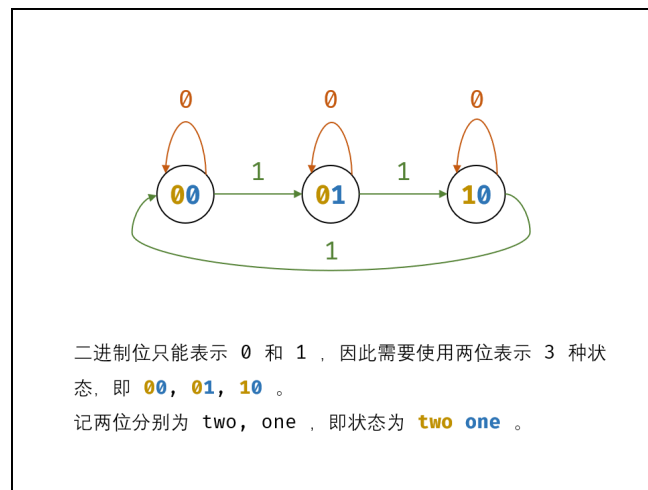 0 0 0
00 1 01 1 10
1
二进制位只能表示 0 和 1 ，因此需要使用两位表示 3 种状
态，即 00, 01, 10 。
记两位分别为 two, one ，即状态为 two one 。